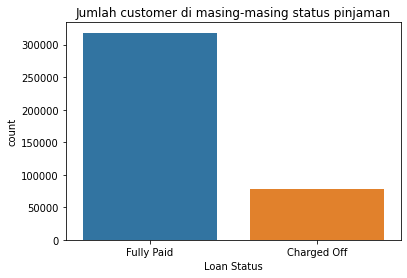 Jumlah customer di masing-masing status pinjaman
300000
250000
200000
150000
100000
50000
0
count
Fully Paid
Charged Off
Loan Status